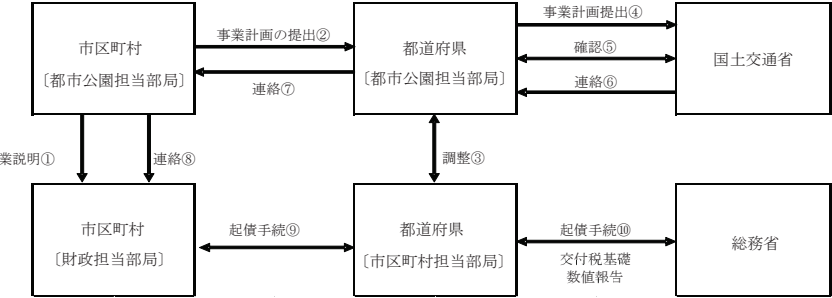 事業計画提出④
市区町村
〔都市公園担当部局〕
事業計画の提出②
連絡⑦
都道府県
〔都市公園担当部局〕
確認⑤
連絡⑥
国土交通省
業説明①
連絡⑧
調整③
市区町村
〔財政担当部局〕
起債手続⑨
都道府県
〔市区町村担当部局〕
起債手続⑩
交付税基礎
数値報告
総務省